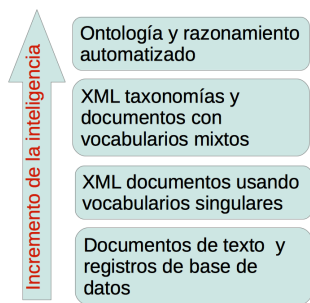 Incremento de la inteligencia
Ontología y razonamiento
automatizado
XML taxonomías y
documentos con
vocabularios mixtos
XML documentos usando
vocabularios singulares
Documentos de texto y
registros de base de
datos